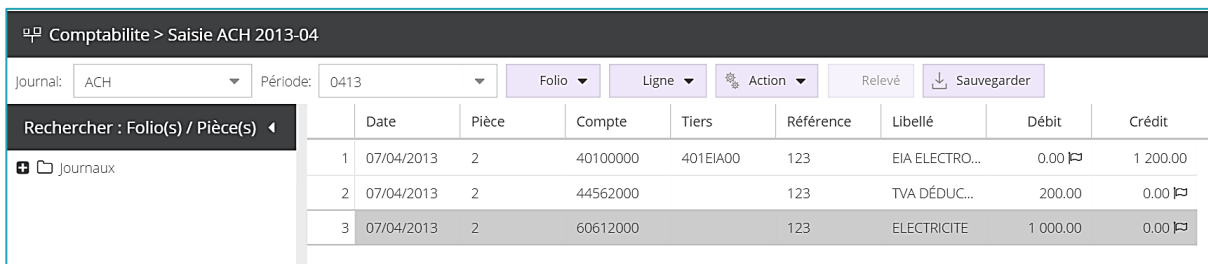 Comptabilite > Saisie ACH 2013-04
Journal: ACH Période: 0413 Folio Ligne Action Relevé Sauvegarder
Rechercher : Folio(s) / Pièce(s)
Journaux
Date Pièce Compte Tiers Référence Libellé Débit Crédit
1 07/04/2013 2 40100000 401EIA00 123 EIA ELECTRO... 0.00 1 200.00
2 07/04/2013 2 44562000 123 TVA DÉDUC... 200.00 0.00
3 07/04/2013 2 60612000 123 ELECTRICITE 1 000.00 0.00